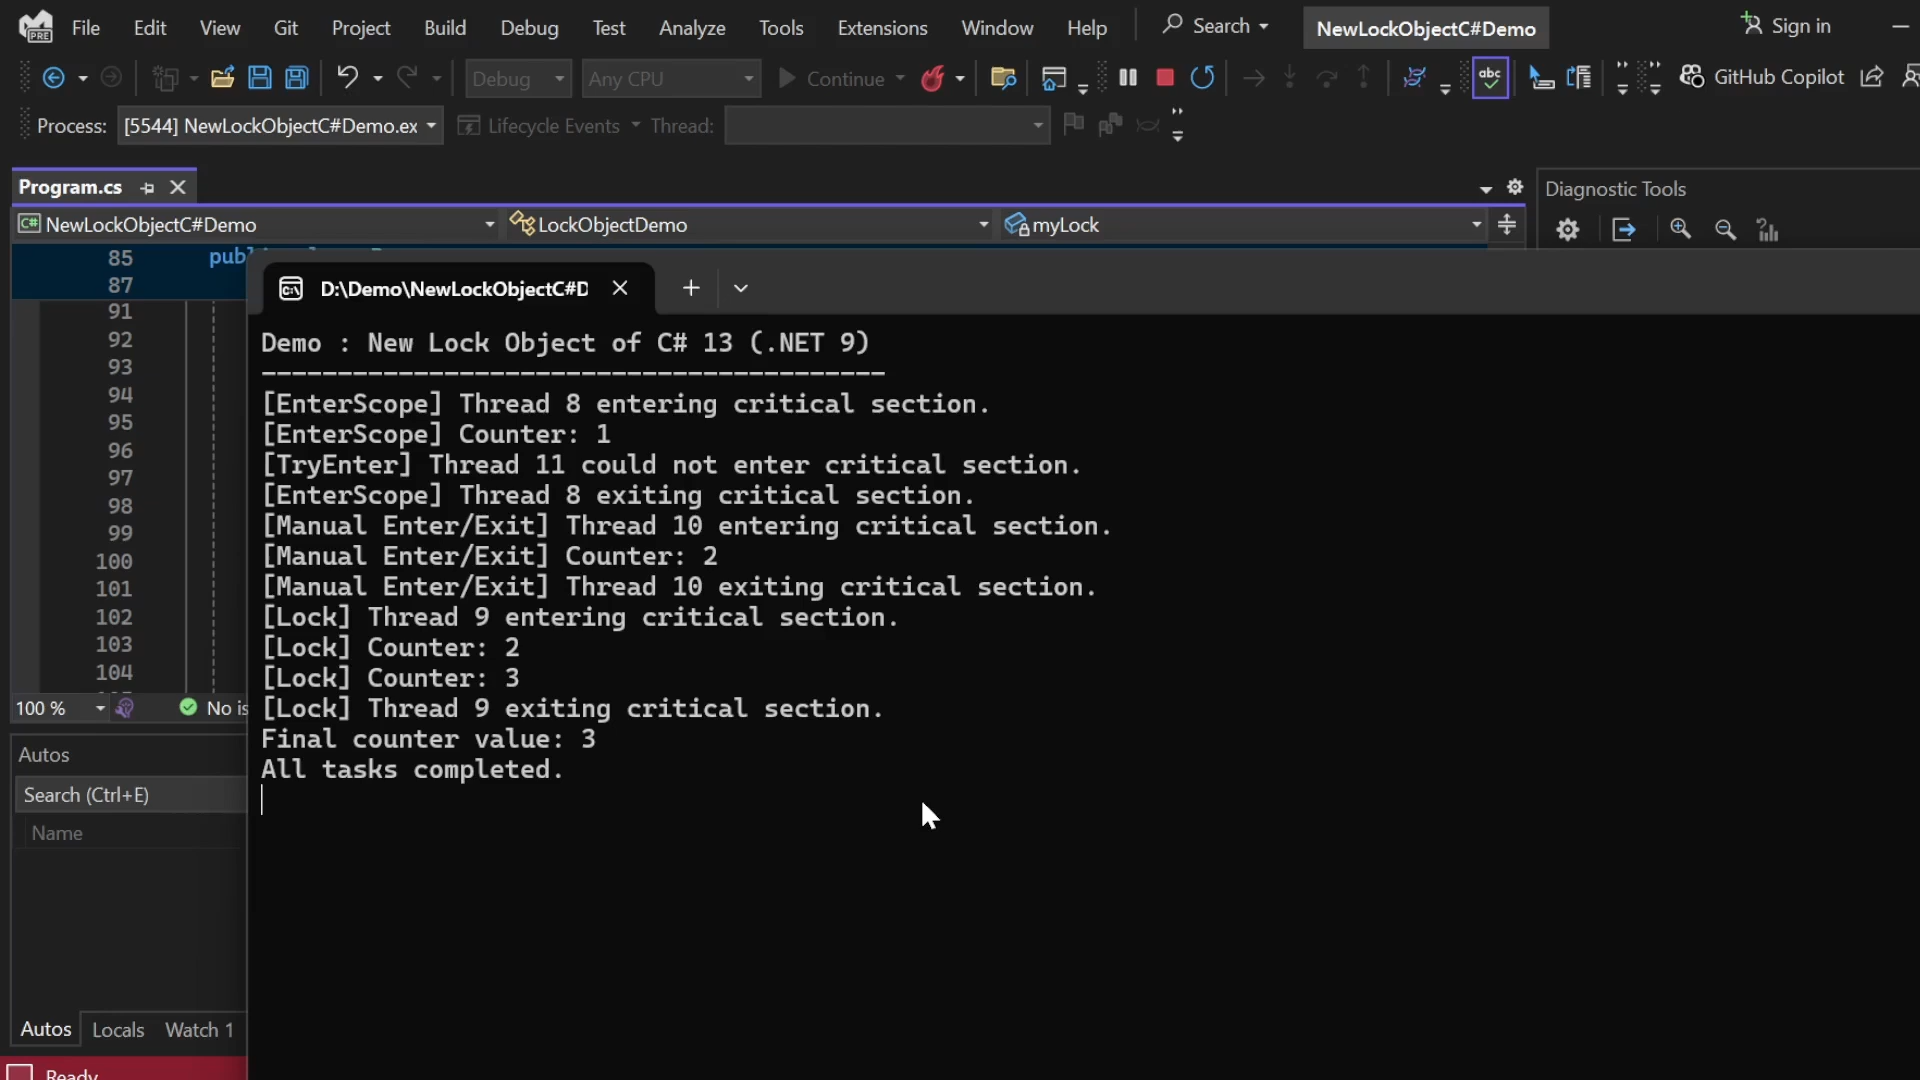 PRE File Edit View Git Project Build Debug Test Analyze Tools Extensions Window Help Search NewLockObjectC#Demo Sign in
Debug Any CPU Continue abc GitHub Copilot
Process: [5544] NewLockObjectC#Demo.ex Lifecycle Events Thread:
Program.cs
Diagnostic Tools
C# NewLockObjectC#Demo LockObjectDemo myLock
85
87
91
92
93
94
95
96
97
98
99
100
101
102
103
104
D:\Demo\NewLockObjectC#D
Demo : New Lock Object of C# 13 (.NET 9)
-----------------------------------------
[EnterScope] Thread 8 entering critical section.
[EnterScope] Counter: 1
[TryEnter] Thread 11 could not enter critical section.
[EnterScope] Thread 8 exiting critical section.
[Manual Enter/Exit] Thread 10 entering critical section.
[Manual Enter/Exit] Counter: 2
[Manual Enter/Exit] Thread 10 exiting critical section.
[Lock] Thread 9 entering critical section.
[Lock] Counter: 2
[Lock] Counter: 3
[Lock] Thread 9 exiting critical section.
Final counter value: 3
All tasks completed.
100 % No is
Autos
Search (Ctrl+E)
Name
Autos Locals Watch 1
Ready